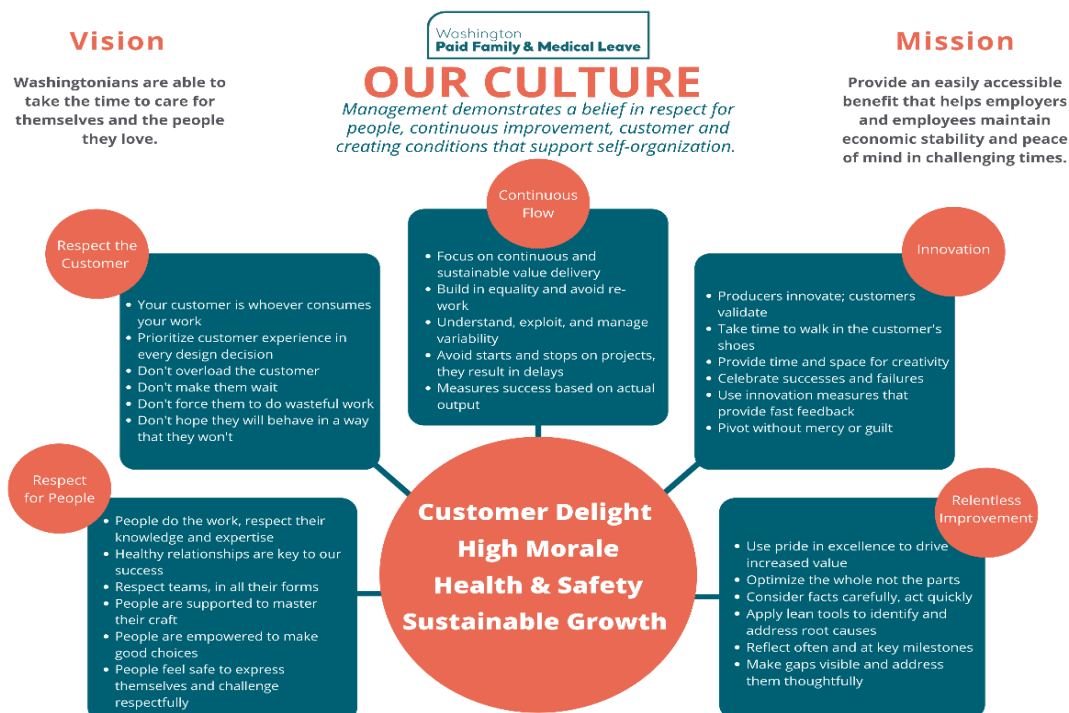 Vision
Washingtonians are able to
take the time to care for
themselves and the people
they love.
Washington
Paid Family & Medical Leave
OUR CULTURE
Management demonstrates a belief in respect for
people, continuous improvement, customer and
creating conditions that support self-organization.
Mission
Provide an easily accessible
benefit that helps employers
and employees maintain
economic stability and peace
of mind in challenging times.
Respect the
Customer
• Your customer is whoever consumes
your work
• Prioritize customer experience in
every design decision
• Don't overload the customer
• Don't make them wait
• Don't force them to do wasteful work
• Don't hope they will behave in a way
that they won't
Continuous
Flow
• Focus on continuous and
sustainable value delivery
• Build in equality and avoid re-
work
• Understand, exploit, and manage
variability
• Avoid starts and stops on projects,
they result in delays
• Measures success based on actual
output
Innovation
• Producers innovate; customers
validate
• Take time to walk in the customer's
shoes
• Provide time and space for creativity
• Celebrate successes and failures
• Use innovation measures that
provide fast feedback
• Pivot without mercy or guilt
Respect
for People
• People do the work, respect their
knowledge and expertise
• Healthy relationships are key to our
success
• Respect teams, in all their forms
• People are supported to master
their craft
• People are empowered to make
good choices
• People feel safe to express
themselves and challenge
respectfully
Customer Delight
High Morale
Health & Safety
Sustainable Growth
Relentless
Improvement
• Use pride in excellence to drive
increased value
• Optimize the whole not the parts
• Consider facts carefully, act quickly
• Apply lean tools to identify and
address root causes
• Reflect often and at key milestones
• Make gaps visible and address
them thoughtfully